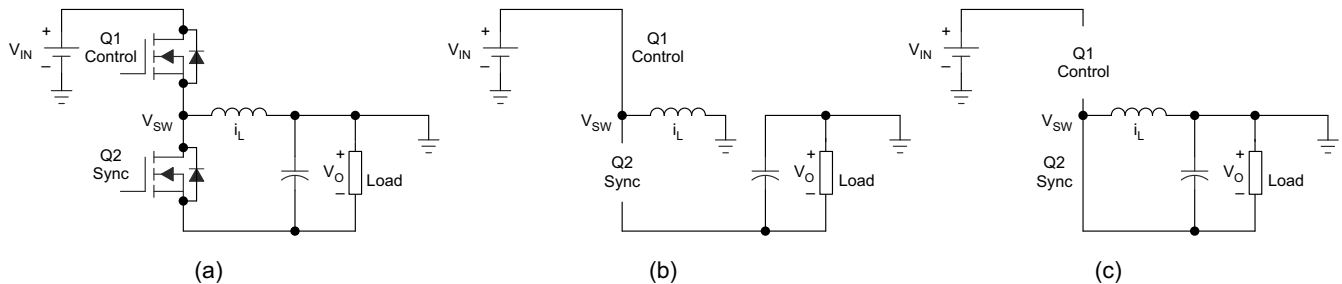 +
V_IN
−
Q1
Control
V_SW
i_L
Q2
Sync
+
V_O
−
Load
(a)
+
V_IN
−
Q1
Control
V_SW
i_L
Q2
Sync
+
V_O
−
Load
(b)
+
V_IN
−
Q1
Control
V_SW
i_L
Q2
Sync
+
V_O
−
Load
(c)